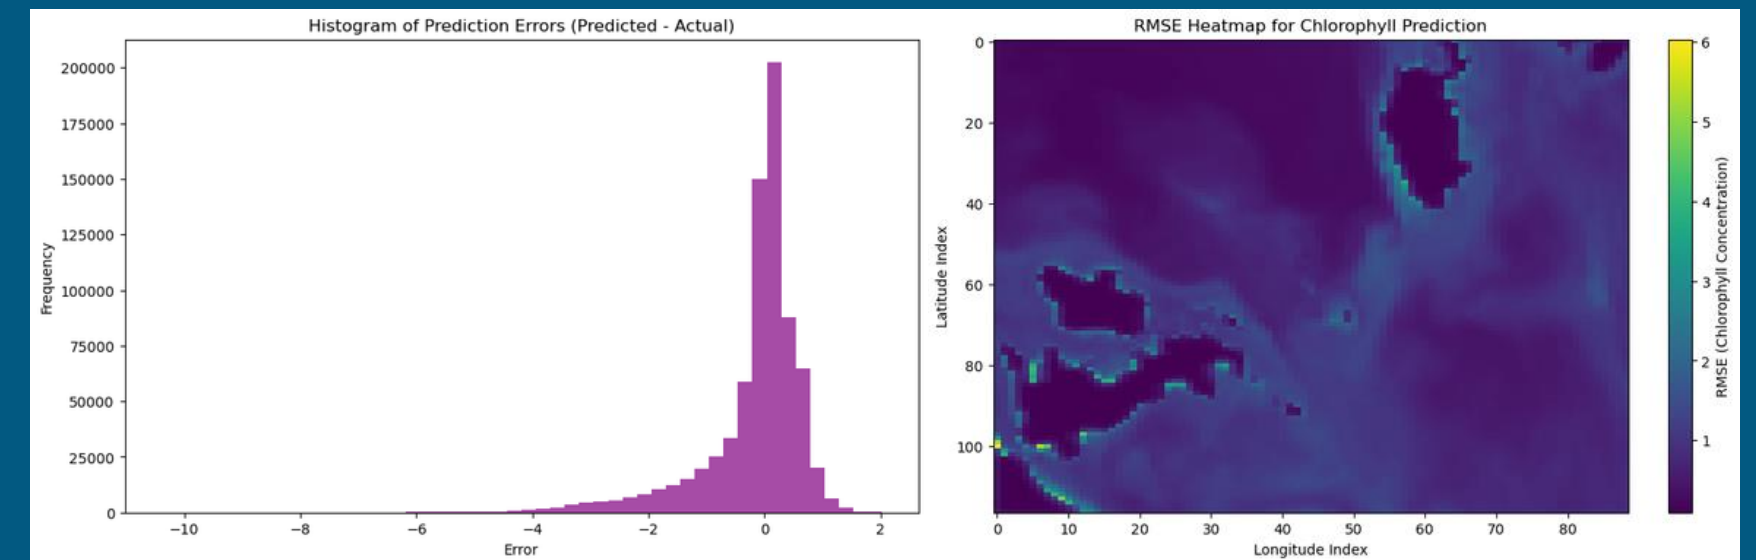 Histogram of Prediction Errors (Predicted - Actual)
Frequency
200000
175000
150000
125000
100000
75000
50000
25000
0
−10 −8 −6 −4 −2 0 2
Error
RMSE Heatmap for Chlorophyll Prediction
Latitude Index
0
20
40
60
80
100
0 10 20 30 40 50 60 70 80
Longitude Index
6
5
4
3
2
1
RMSE (Chlorophyll Concentration)